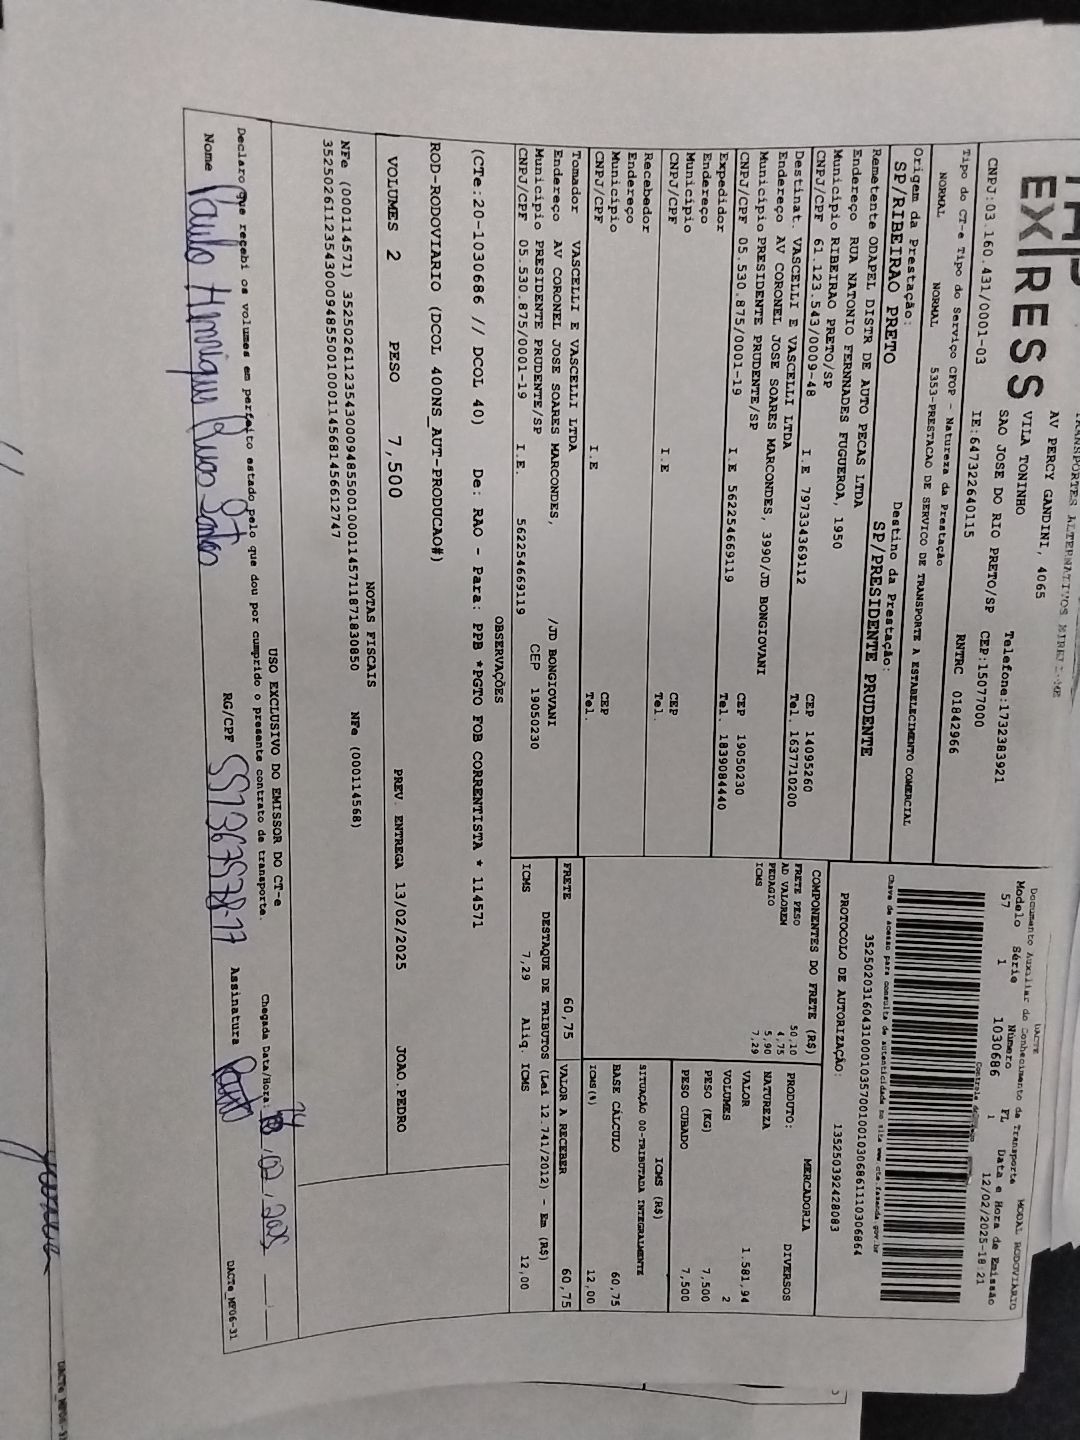 EX RESS
TRANSPORTES ALTERNATIVOS
AV PERCY GANDINI, 4065
VILA TONINHO
SAO JOSE DO RIO PRETO/SP CEP:15077000
Telefone:1732383921
CNPJ:03.160.431/0001-03 IE:647322640115 RNTRC 01842966
Tipo do CT-e Tipo do Serviço CFOP - Natureza da Prestação
NORMAL NORMAL 5353-PRESTACAO DE SERVICO DE TRANSPORTE A ESTABELECIMENTO COMERCIAL
Origem da Prestação: Destino da Prestação:
SP/RIBEIRAO PRETO SP/PRESIDENTE PRUDENTE
Remetente ODAPEL DISTR DE AUTO PECAS LTDA
Endereço RUA NATONIO FERNNADES FUGUEROA, 1950
Município RIBEIRAO PRETO/SP CEP 14095260
CNPJ/CPF 61.123.543/0009-48 I.E 797334369112 Tel. 1637710200
Destinat. VASCELLI E VASCELLI LTDA
Endereço AV CORONEL JOSE SOARES MARCONDES, 3990/JD BONGIOVANI
Município PRESIDENTE PRUDENTE/SP CEP 19050230
CNPJ/CPF 05.530.875/0001-19 I.E 562254669119 Tel. 1839084440
Expedidor
Endereço
Município CEP
CNPJ/CPF I.E Tel.
Recebedor
Endereço
Município CEP
CNPJ/CPF I.E Tel.
Tomador VASCELLI E VASCELLI LTDA
Endereço AV CORONEL JOSE SOARES MARCONDES, /JD BONGIOVANI
Município PRESIDENTE PRUDENTE/SP CEP 19050230
CNPJ/CPF 05.530.875/0001-19 I.E. 562254669119
DACTE
Documento Auxiliar do Conhecimento de Transporte MODAL RODOVIÁRIO
Modelo Série Número FL Data e Hora de Emissão
57 1 1030686 1 12/02/2025-18:21
Chave de acesso para consulta de autenticidade no site www.cte.fazenda.gov.br
35250203160431000103570010010306861110306864
PROTOCOLO DE AUTORIZAÇÃO: 135250392428083
COMPONENTES DO FRETE (R$)
FRETE PESO 50,10
AD VALOREM 4,75
PEDAGIO 5,90
ICMS 7,29
MERCADORIA
PRODUTO: DIVERSOS
NATUREZA
VALOR 1.581,94
VOLUMES 2
PESO (KG) 7,500
PESO CUBADO 7,500
ICMS (R$)
SITUAÇÃO 00-TRIBUTADA INTEGRALMENTE
BASE CÁLCULO 60,75
ICMS(%) 12,00
FRETE 60,75 VALOR A RECEBER 60,75
DESTAQUE DE TRIBUTOS (Lei 12.741/2012) - Em (R$)
ICMS 7,29 Aliq. ICMS 12,00
OBSERVAÇÕES
(CTe:20-1030686 // DCOL 40) De: RAO - Para: PPB *PGTO FOB CORRENTISTA * 114571
ROD-RODOVIARIO (DCOL 400NS_AUT-PRODUCAO#)
VOLUMES 2 PESO 7,500 PREV. ENTREGA 13/02/2025 JOAO.PEDRO
NOTAS FISCAIS
NFe (000114571) 35250261123543000948550010001145711871830850 NFe (000114568)
35250261123543000948550010001145681456612747
USO EXCLUSIVO DO EMISSOR DO CT-e
Declaro que recebi os volumes em perfeito estado pelo que dou por cumprido o presente contrato de transporte. Chegada Data/Hora: 14 02
Nome Paulo Henrique RG/CPF Assinatura
DACTe_MF06-31